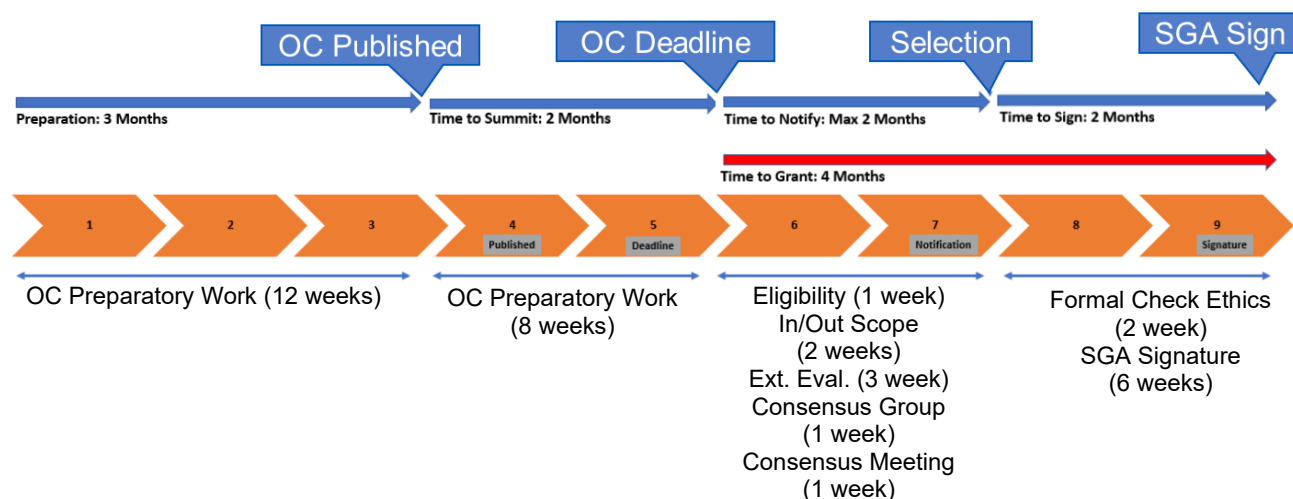 OC Published
OC Deadline
Selection
SGA Sign
Preparation: 3 Months
Time to Summit: 2 Months
Time to Notify: Max 2 Months
Time to Sign: 2 Months
Time to Grant: 4 Months
1
2
3
4
Published
5
Deadline
6
7
Notification
8
9
Signature
OC Preparatory Work (12 weeks)
OC Preparatory Work
(8 weeks)
Eligibility (1 week)
In/Out Scope
(2 weeks)
Ext. Eval. (3 week)
Consensus Group
(1 week)
Consensus Meeting
(1 week)
Formal Check Ethics
(2 week)
SGA Signature
(6 weeks)